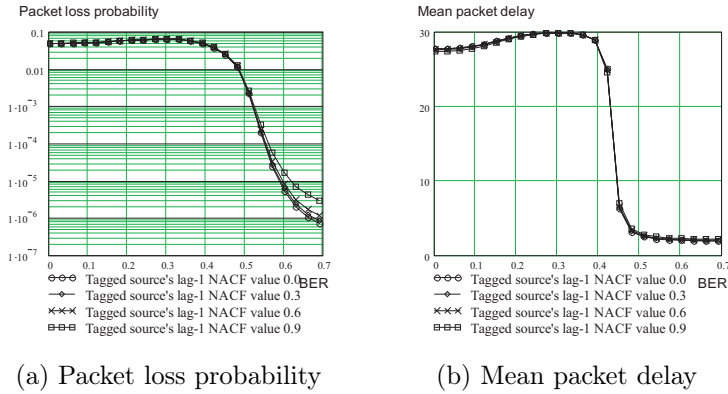 Packet loss probability
0.1
0.01
1·10⁻³
1·10⁻⁴
1·10⁻⁵
1·10⁻⁶
1·10⁻⁷
0 0.1 0.2 0.3 0.4 0.5 0.6 0.7
BER
Tagged source's lag-1 NACF value 0.0
Tagged source's lag-1 NACF value 0.3
Tagged source's lag-1 NACF value 0.6
Tagged source's lag-1 NACF value 0.9
(a) Packet loss probability
Mean packet delay
30
20
10
0
0 0.1 0.2 0.3 0.4 0.5 0.6 0.7
BER
Tagged source's lag-1 NACF value 0.0
Tagged source's lag-1 NACF value 0.3
Tagged source's lag-1 NACF value 0.6
Tagged source's lag-1 NACF value 0.9
(b) Mean packet delay